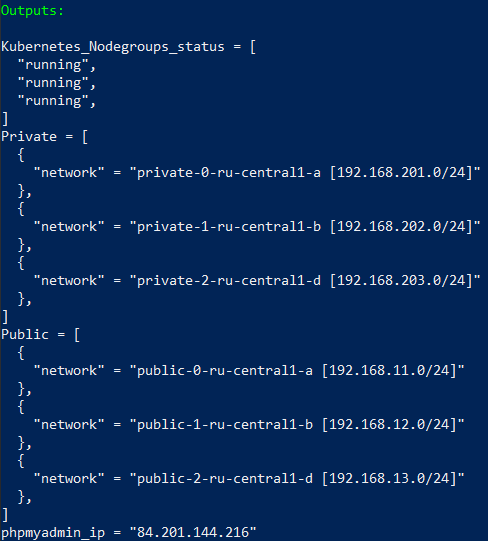 Outputs:

Kubernetes_Nodegroups_status = [
  "running",
  "running",
  "running",
]
Private = [
  {
    "network" = "private-0-ru-central1-a [192.168.201.0/24]"
  },
  {
    "network" = "private-1-ru-central1-b [192.168.202.0/24]"
  },
  {
    "network" = "private-2-ru-central1-d [192.168.203.0/24]"
  },
]
Public = [
  {
    "network" = "public-0-ru-central1-a [192.168.11.0/24]"
  },
  {
    "network" = "public-1-ru-central1-b [192.168.12.0/24]"
  },
  {
    "network" = "public-2-ru-central1-d [192.168.13.0/24]"
  },
]
phpmyadmin_ip = "84.201.144.216"